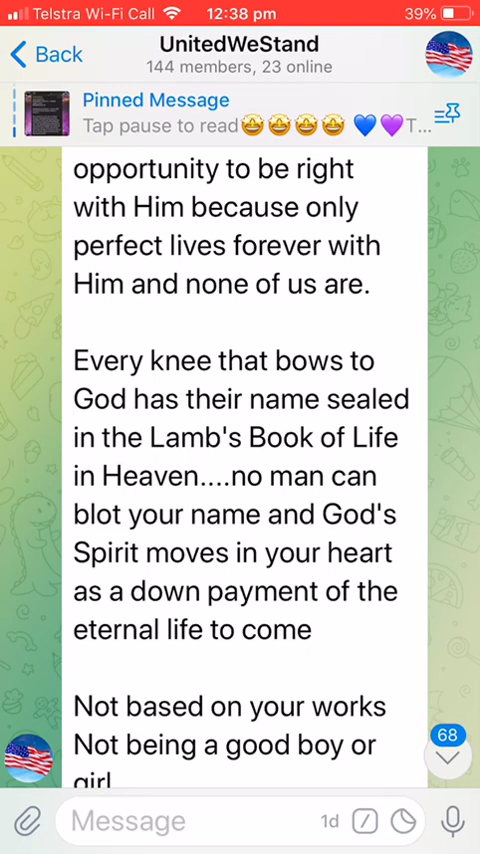 Telstra Wi-Fi Call 12:38 pm 39%
Back
UnitedWeStand
144 members, 23 online
Pinned Message
Tap pause to read🤩🤩🤩🤩 💙💜T...
opportunity to be right
with Him because only
perfect lives forever with
Him and none of us are.
Every knee that bows to
God has their name sealed
in the Lamb's Book of Life
in Heaven....no man can
blot your name and God's
Spirit moves in your heart
as a down payment of the
eternal life to come
Not based on your works
Not being a good boy or
girl
68
Message
1d